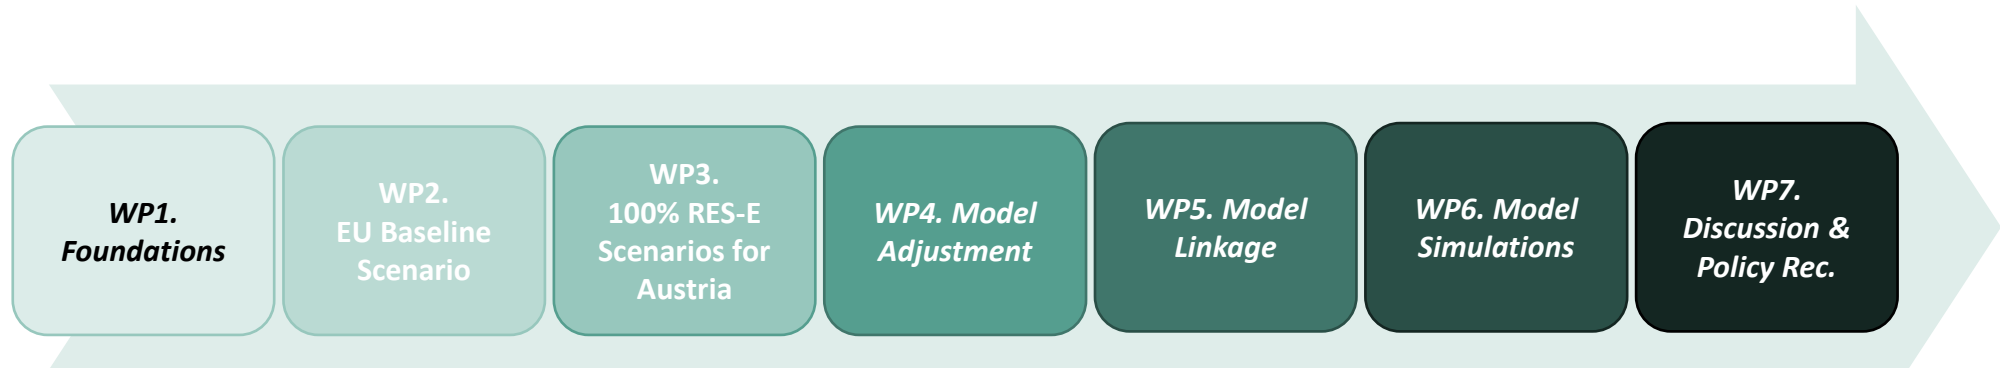 WP1.
Foundations
WP2.
EU Baseline
Scenario
WP3.
100% RES-E
Scenarios for
Austria
WP4. Model
Adjustment
WP5. Model
Linkage
WP6. Model
Simulations
WP7.
Discussion &
Policy Rec.